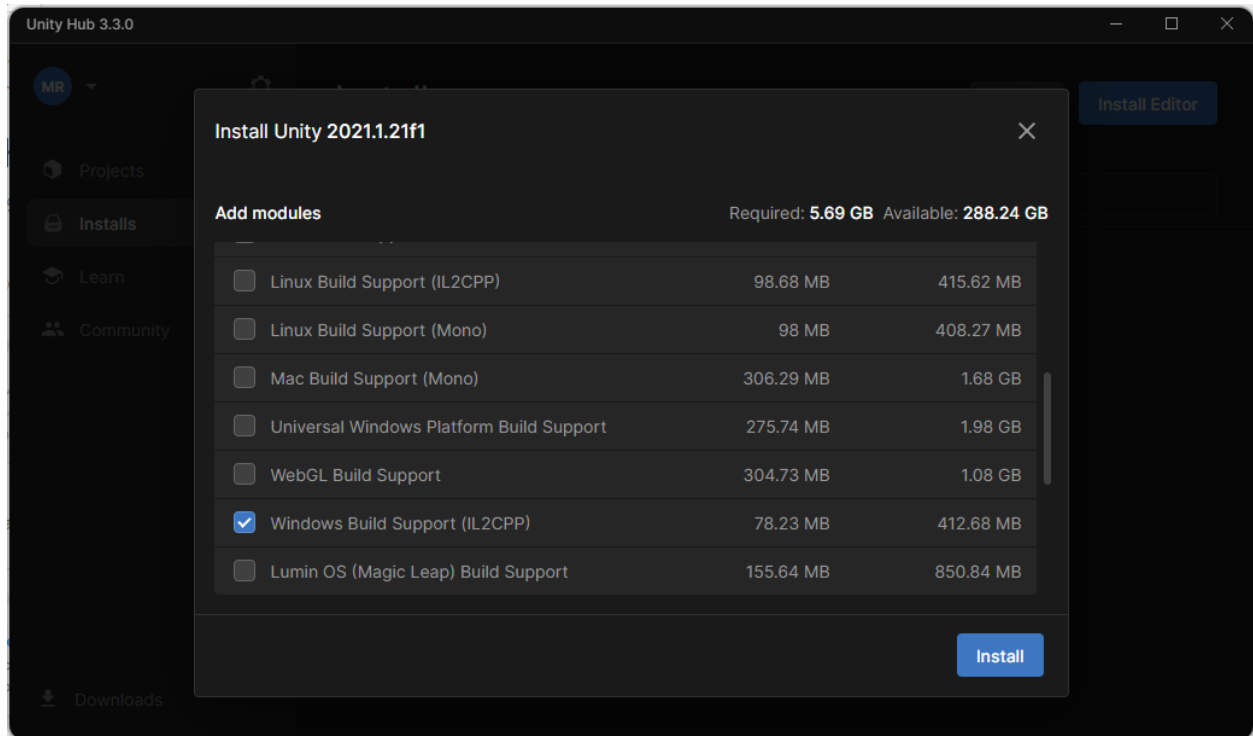 Unity Hub 3.3.0
MR
Install Editor
Install Unity 2021.1.21f1
Projects
Add modules Required: 5.69 GB Available: 288.24 GB
Installs
Linux Build Support (IL2CPP) 98.68 MB 415.62 MB
Learn
Linux Build Support (Mono) 98 MB 408.27 MB
Community
Mac Build Support (Mono) 306.29 MB 1.68 GB
Universal Windows Platform Build Support 275.74 MB 1.98 GB
WebGL Build Support 304.73 MB 1.08 GB
Windows Build Support (IL2CPP) 78.23 MB 412.68 MB
Lumin OS (Magic Leap) Build Support 155.64 MB 850.84 MB
Install
Downloads